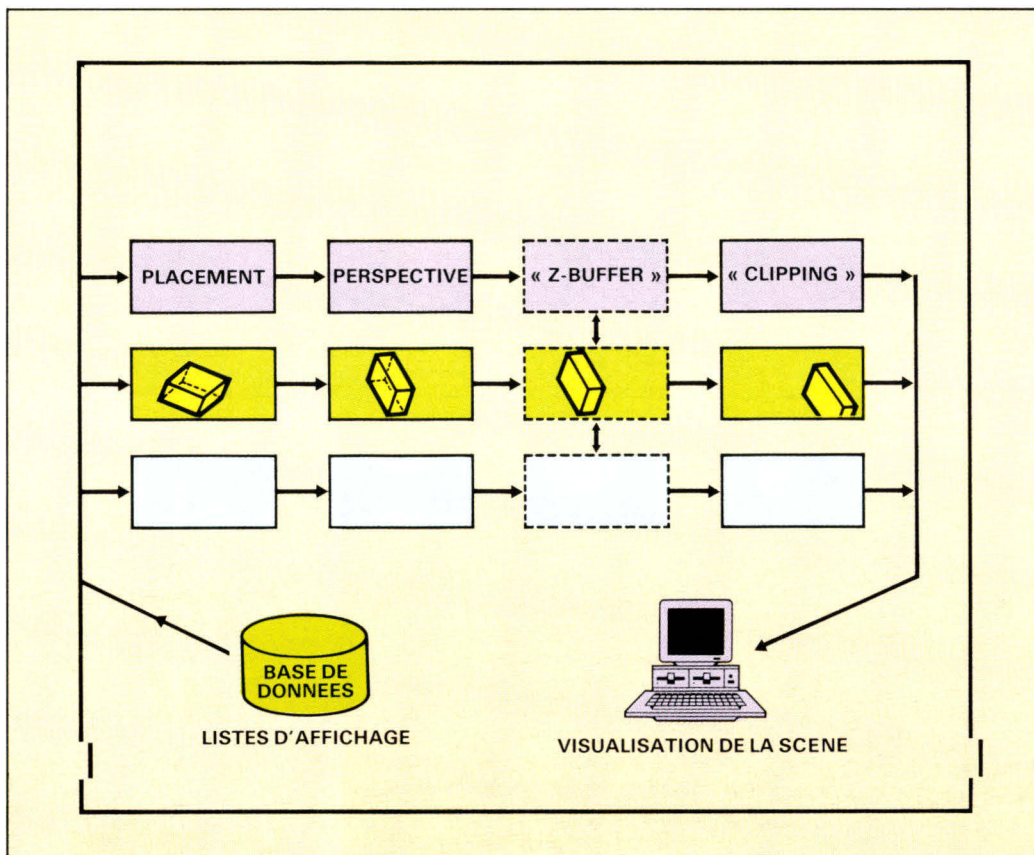 PLACEMENT
PERSPECTIVE
« Z-BUFFER »
« CLIPPING »
BASE DE
DONNEES
LISTES D'AFFICHAGE
VISUALISATION DE LA SCENE